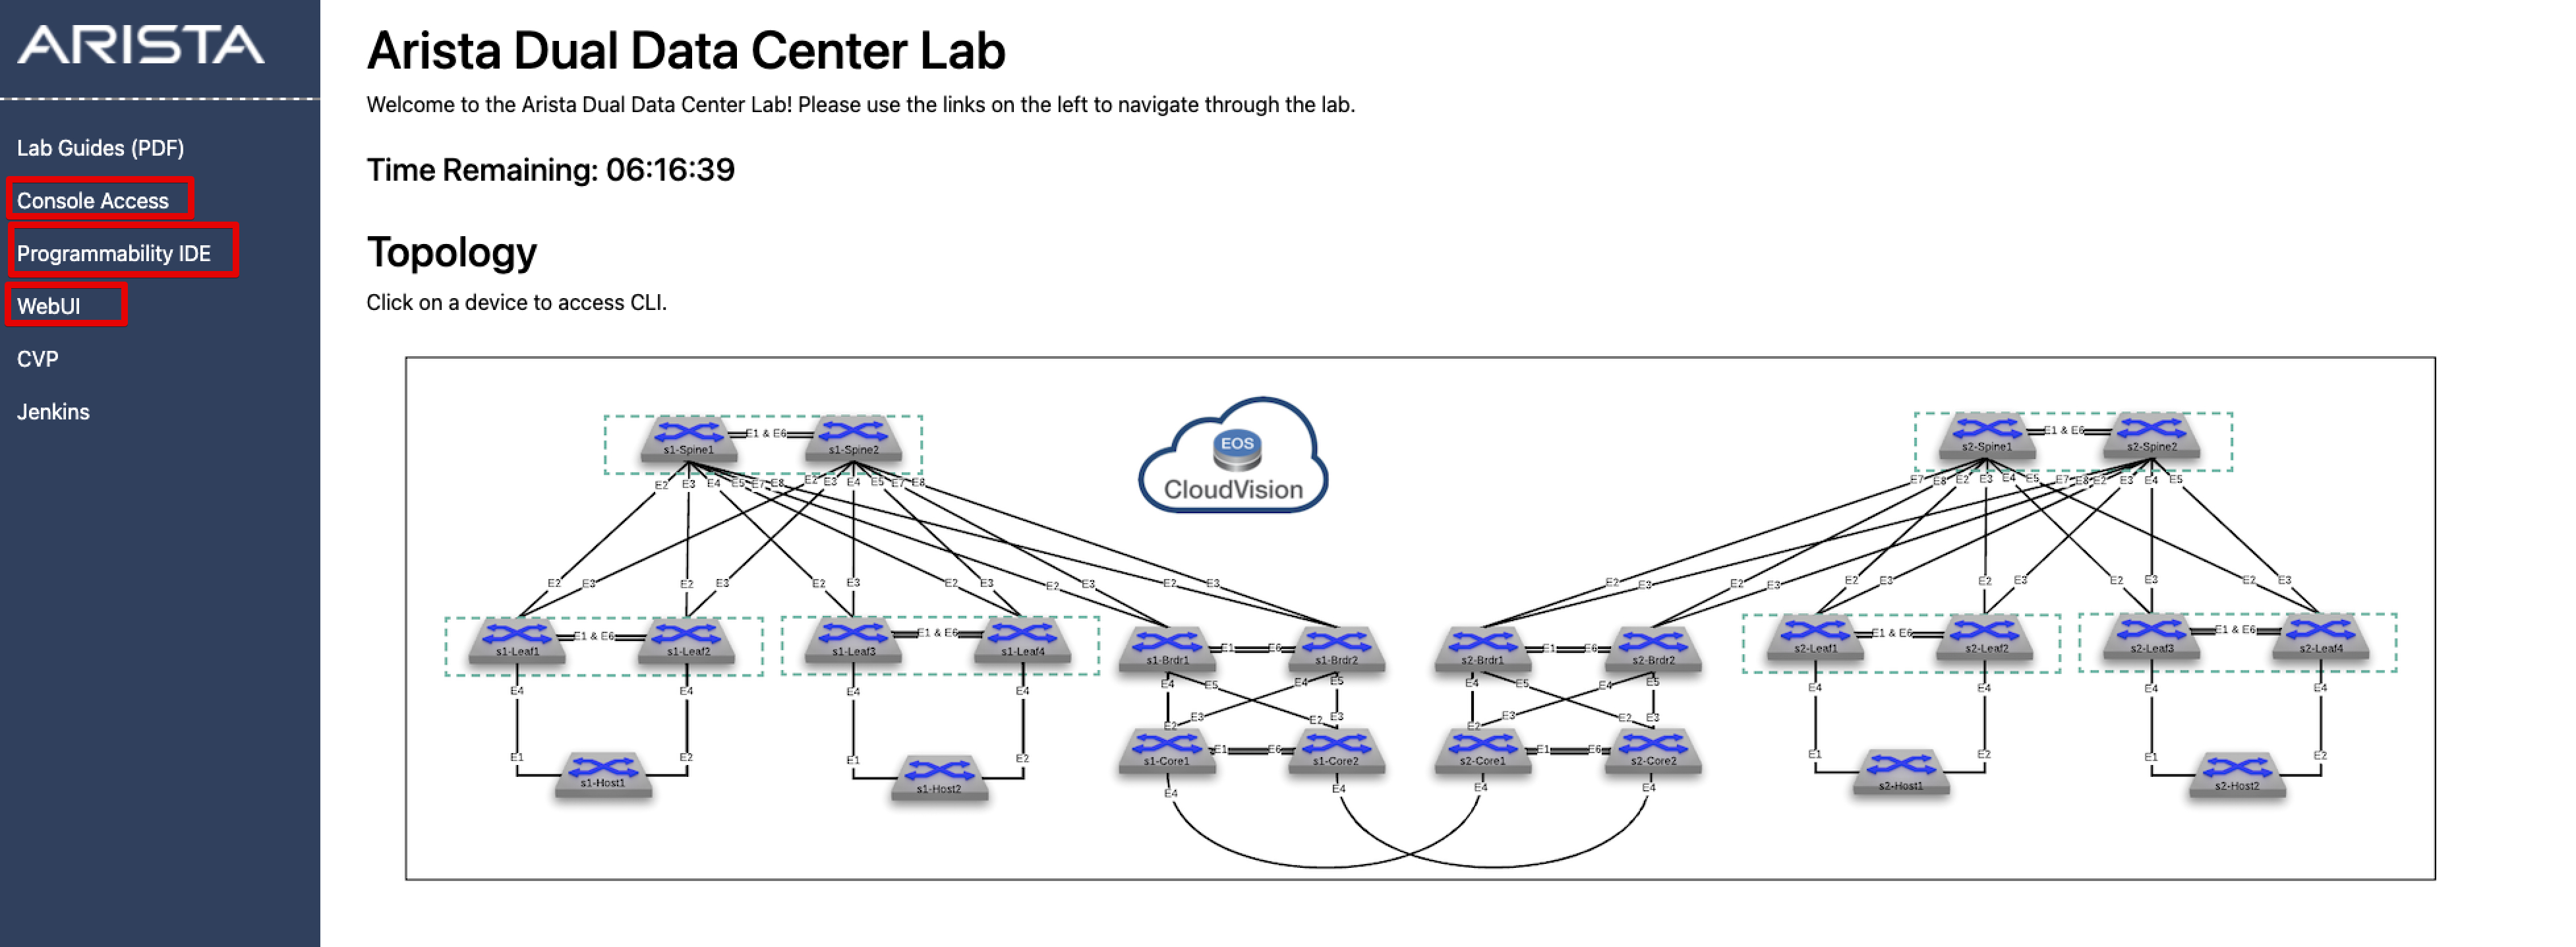 ARISTA
Lab Guides (PDF)
Console Access
Programmability IDE
WebUI
CVP
Jenkins
Arista Dual Data Center Lab
Welcome to the Arista Dual Data Center Lab! Please use the links on the left to navigate through the lab.
Time Remaining: 06:16:39
Topology
Click on a device to access CLI.
s1-Spine1 E1 & E6 s1-Spine2
E2 E3 E4 E5 E7 E8 E2 E3 E4 E5 E7 E8
EOS
CloudVision
s2-Spine1 E1 & E6 s2-Spine2
E7 E8 E2 E3 E4 E5 E7 E8 E2 E3 E4 E5
E2 E3 E2 E3 E2 E3 E2 E3 E2 E3 E2 E3
E2 E3 E2 E3 E2 E3 E2 E3 E2 E3 E2 E3
s1-Leaf1 E1 & E6 s1-Leaf2
s1-Leaf3 E1 & E6 s1-Leaf4
s1-Brdr1 E1 E6 s1-Brdr2
s2-Brdr1 E1 E6 s2-Brdr2
s2-Leaf1 E1 & E6 s2-Leaf2
s2-Leaf3 E1 & E6 s2-Leaf4
E4 E4 E4 E4
E4 E5 E4 E5
E4 E5 E4 E5
E4 E4 E4 E4
E2 E3 E2 E3
E2 E3 E2 E3
E1 E2 E1 E2
s1-Core1 E1 E6 s1-Core2
s2-Core1 E1 E6 s2-Core2
E1 E2 E1 E2
s1-Host1
s1-Host2
E4 E4 E4 E4
s2-Host1
s2-Host2